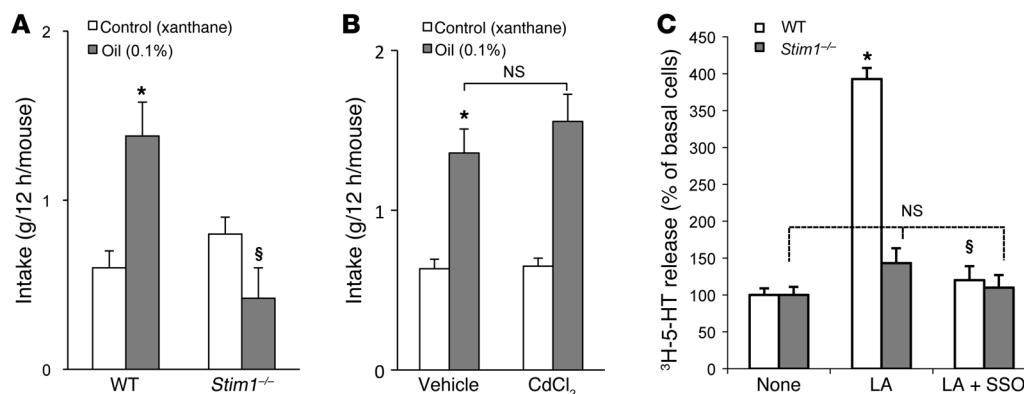 A
2
Control (xanthane)
Oil (0.1%)
*
§
1
0
Intake (g/12 h/mouse)
WT
Stim1–/–
B
2
Control (xanthane)
Oil (0.1%)
NS
*
1
0
Intake (g/12 h/mouse)
Vehicle
CdCl2
C
450
400
350
300
250
200
150
100
50
0
WT
Stim1–/–
*
NS
§
3H-5-HT release (% of basal cells)
None
LA
LA + SSO